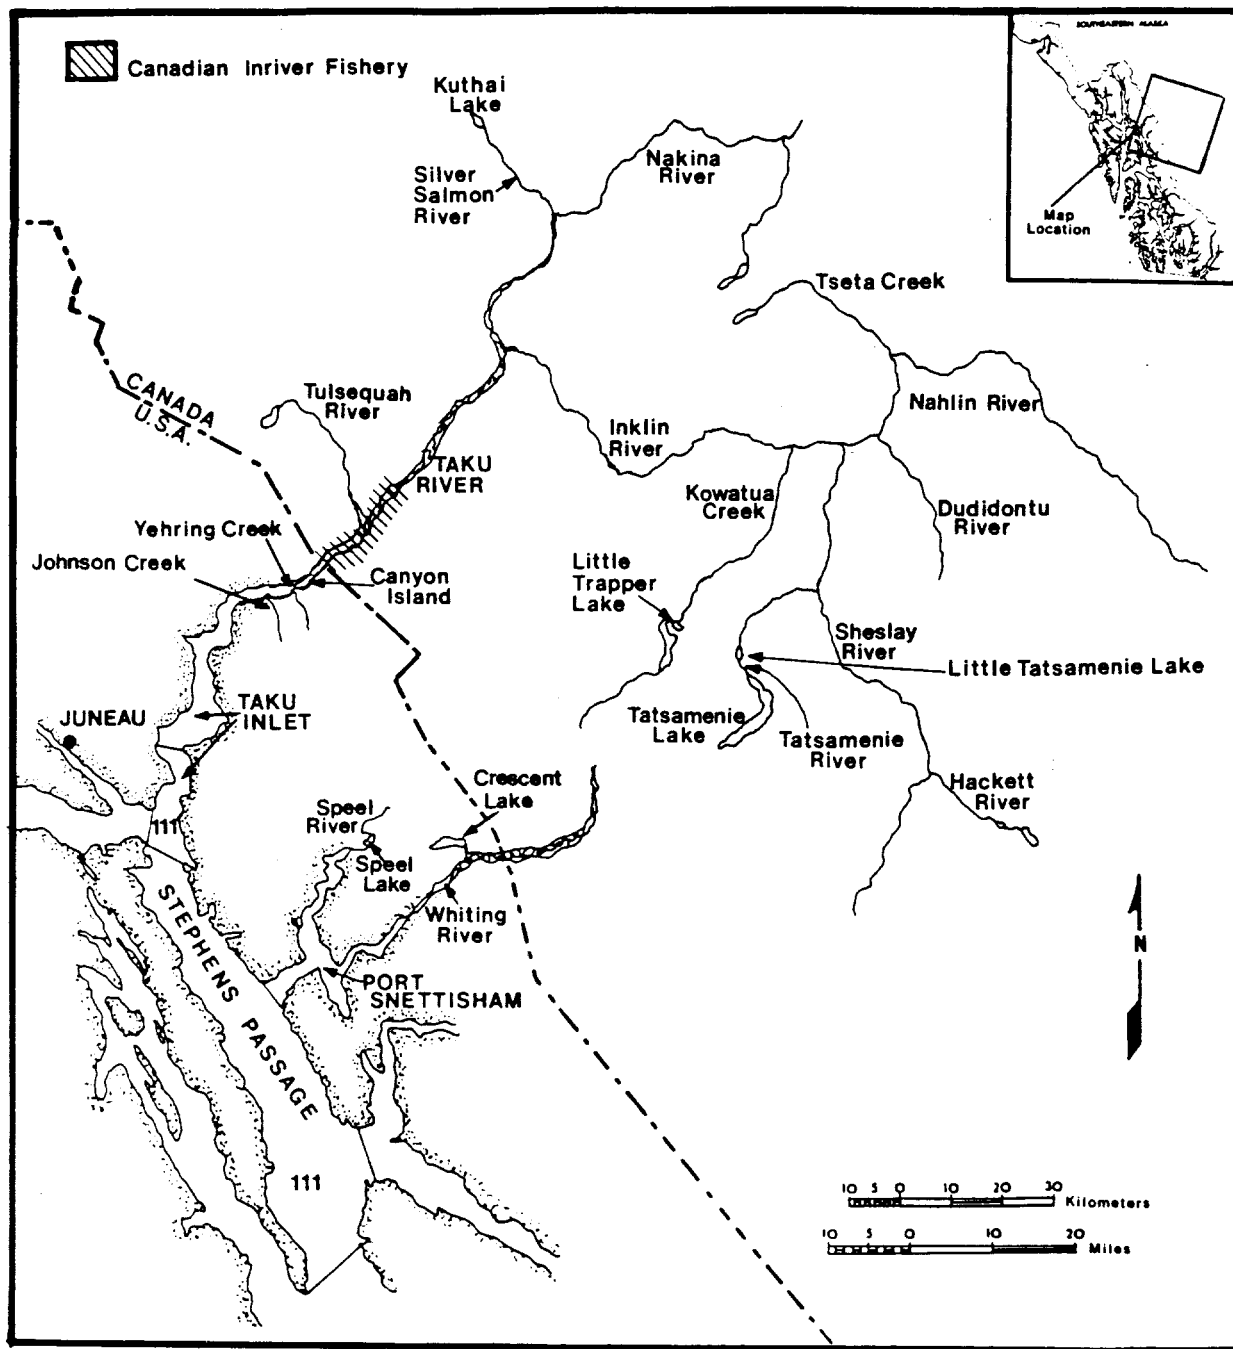 Canadian Inriver Fishery
SOUTHEASTERN ALASKA
Map
Location
Kuthai
Lake
Silver
Salmon
River
Nakina
River
Tseta Creek
CANADA
U.S.A.
Tulsequah
River
Inklin
River
Nahlin River
TAKU
RIVER
Kowatua
Creek
Dudidontu
River
Yehring Creek
Johnson Creek
Canyon
Island
Little
Trapper
Lake
Sheslay
River
Little Tatsamenie Lake
TAKU
INLET
JUNEAU
Tatsamenie
Lake
Tatsamenie
River
Crescent
Lake
Hackett
River
Speel
River
111
Speel
Lake
Whiting
River
STEPHENS PASSAGE
N
PORT
SNETTISHAM
111
10 5 0 10 20 30
Kilometers
10 5 0 10 20
Miles